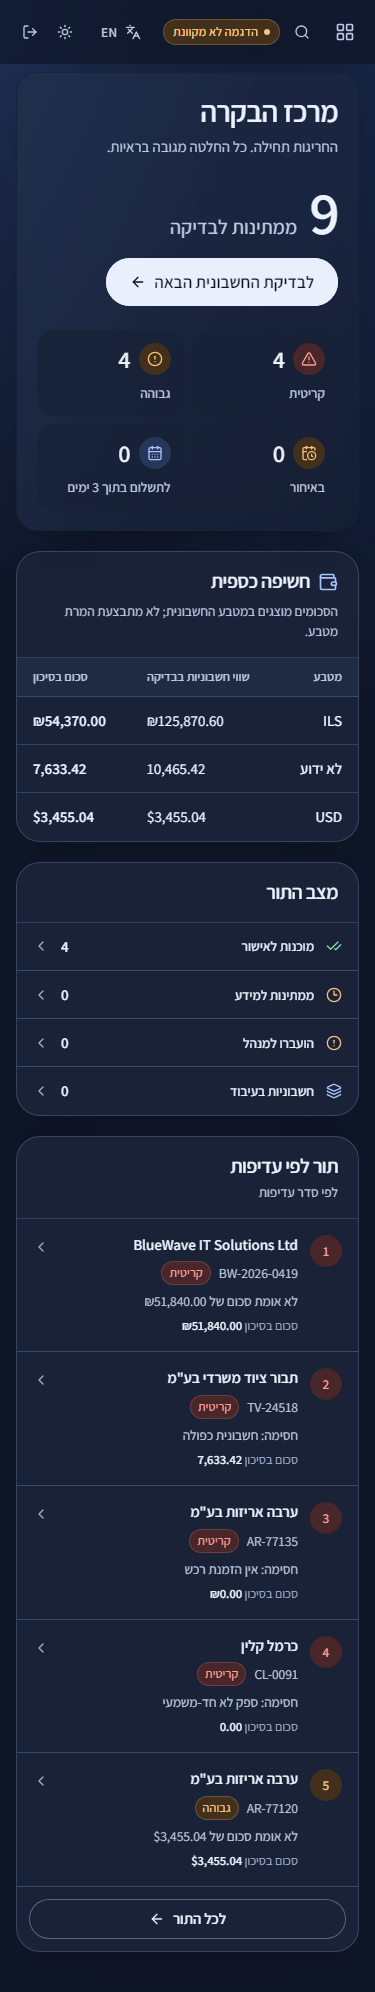 הדגמה לא מקוונת
EN
מרכז הבקרה
החריגות תחילה. כל החלטה מגובה בראיות.
9 ממתינות לבדיקה
לבדיקת החשבונית הבאה
4
קריטית
4
גבוהה
0
באיחור
0
לתשלום בתוך 3 ימים
חשיפה כספית
הסכומים מוצגים במטבע החשבונית; לא מתבצעת המרת
מטבע.
מטבע שווי חשבוניות בבדיקה סכום בסיכון
ILS ₪125,870.60 ₪54,370.00
לא ידוע 10,465.42 7,633.42
USD $3,455.04 $3,455.04
מצב התור
מוכנות לאישור 4
ממתינות למידע 0
הועברו למנהל 0
חשבוניות בעיבוד 0
תור לפי עדיפות
לפי סדר עדיפות
1 BlueWave IT Solutions Ltd
BW-2026-0419 קריטית
לא אומת סכום של ₪51,840.00
סכום בסיכון ₪51,840.00
2 תבור ציוד משרדי בע"מ
TV-24518 קריטית
חסימה: חשבונית כפולה
סכום בסיכון 7,633.42
3 ערבה אריזות בע"מ
AR-77135 קריטית
חסימה: אין הזמנת רכש
סכום בסיכון ₪0.00
4 כרמל קלין
CL-0091 קריטית
חסימה: ספק לא חד-משמעי
סכום בסיכון 0.00
5 ערבה אריזות בע"מ
AR-77120 גבוהה
לא אומת סכום של $3,455.04
סכום בסיכון $3,455.04
לכל התור